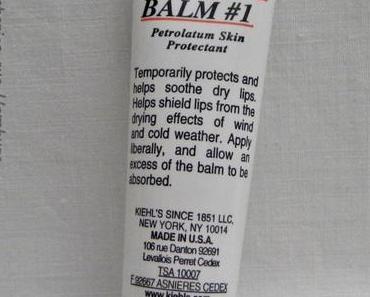 BALM #1
Petrolatum Skin
Protectant
Temporarily protects and
helps soothe dry lips.
Helps shield lips from the
drying effects of wind
and cold weather. Apply
liberally, and allow an
excess of the balm to be
absorbed.
KIEHL'S SINCE 1851 LLC,
NEW YORK, NY 10014
MADE IN U.S.A.
106 rue Danton 92691
Levallois Perret Cedex
TSA 10007
F 92667 ASNIERES CEDEX
www.kiehls.com